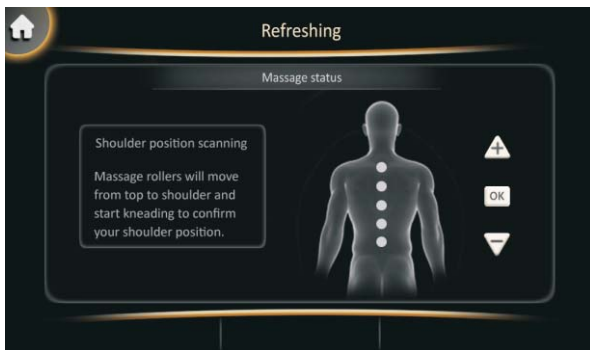 Refreshing
Massage status
Shoulder position scanning
Massage rollers will move
from top to shoulder and
start kneading to confirm
your shoulder position.
+
OK
−